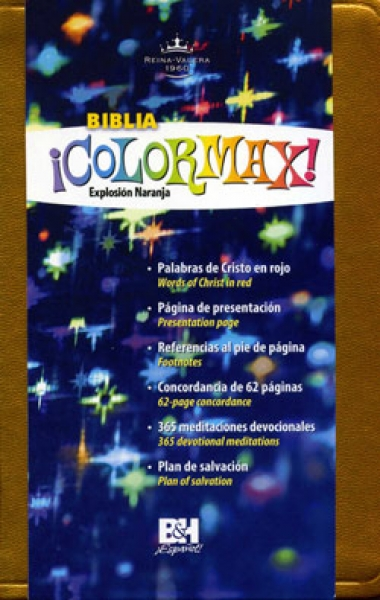 REINA-VALERA
1960
BIBLIA
¡COLORMAX!
Explosión Naranja
• Palabras de Cristo en rojo
Words of Christ in red
• Página de presentación
Presentation page
• Referencias al pie de página
Footnotes
• Concordancia de 62 páginas
62-page concordance
• 365 meditaciones devocionales
365 devotional meditations
• Plan de salvación
Plan of salvation
B&H
¡Español!